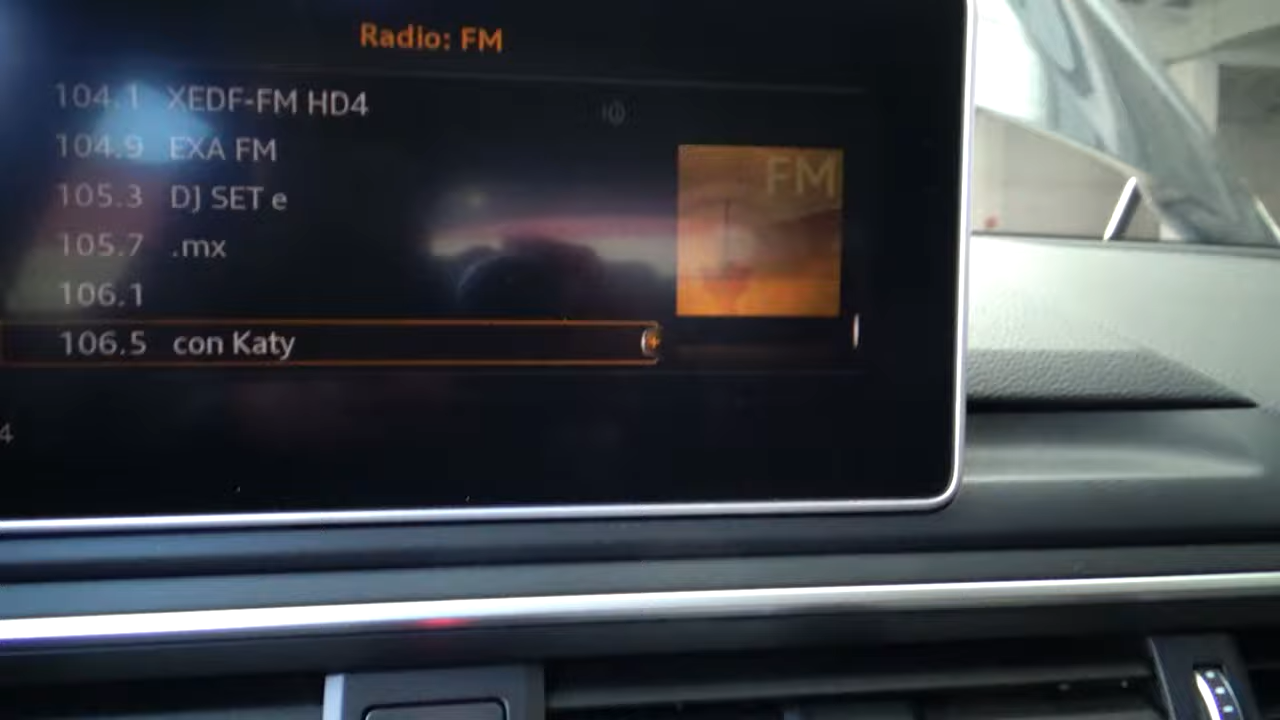 Radio: FM
104.1 XEDF-FM HD4
104.9 EXA FM
FM
105.3 DJ SET e
105.7 .mx
106.1
106.5 con Katy
4